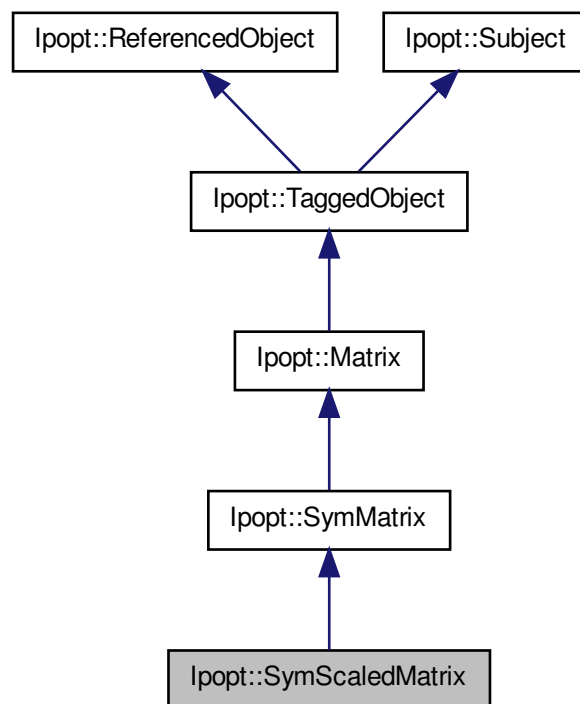 Ipopt::ReferencedObject
Ipopt::Subject
Ipopt::TaggedObject
Ipopt::Matrix
Ipopt::SymMatrix
Ipopt::SymScaledMatrix